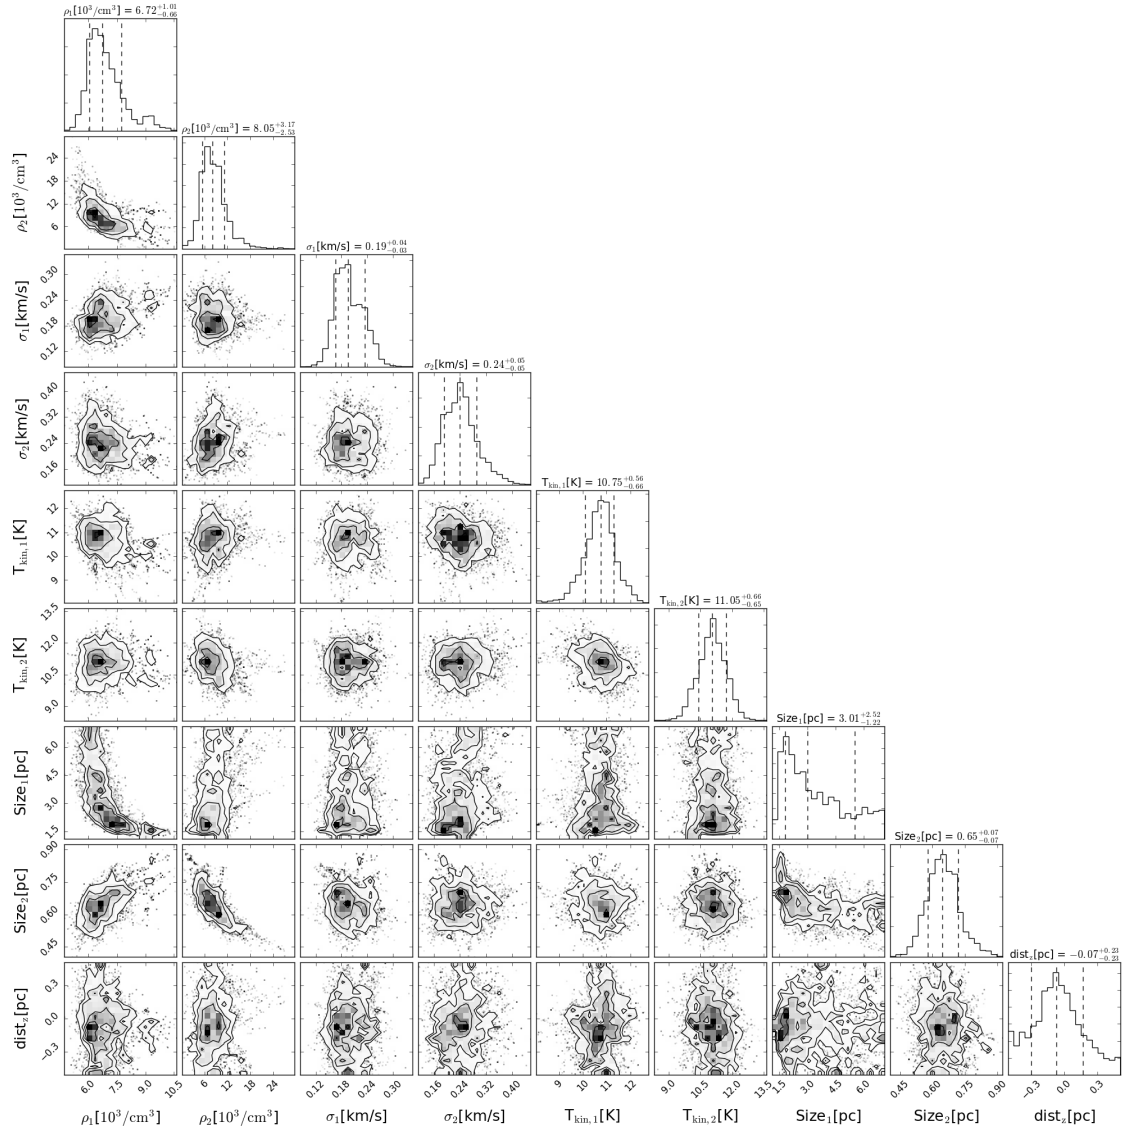 ρ₁[10³/cm³] = 6.72 +1.01 −0.66
ρ₂[10³/cm³] = 8.05 +3.17 −2.53
24
18
12
6
ρ₂[10³/cm³]
σ₁[km/s] = 0.19 +0.04 −0.03
0.30
0.24
0.18
0.12
σ₁[km/s]
σ₂[km/s] = 0.24 +0.05 −0.05
0.40
0.32
0.24
0.16
σ₂[km/s]
T_kin,1[K] = 10.75 +0.56 −0.66
12
11
10
9
T_kin,1[K]
T_kin,2[K] = 11.05 +0.66 −0.65
13.5
12.0
10.5
9.0
T_kin,2[K]
Size₁[pc] = 3.01 +2.52 −1.22
6.0
4.5
3.0
1.5
Size₁[pc]
Size₂[pc] = 0.65 +0.07 −0.07
0.90
0.75
0.60
0.45
Size₂[pc]
dist_z[pc] = −0.07 +0.23 −0.23
0.3
0.0
−0.3
dist_z[pc]
6.0 7.5 9.0 10.5 6 12 18 24 0.12 0.18 0.24 0.30 0.16 0.24 0.32 0.40 9 10 11 12 9.0 10.5 12.0 13.5 1.5 3.0 4.5 6.0 0.45 0.60 0.75 0.90 −0.3 0.0 0.3
ρ₁[10³/cm³] ρ₂[10³/cm³] σ₁[km/s] σ₂[km/s] T_kin,1[K] T_kin,2[K] Size₁[pc] Size₂[pc] dist_z[pc]